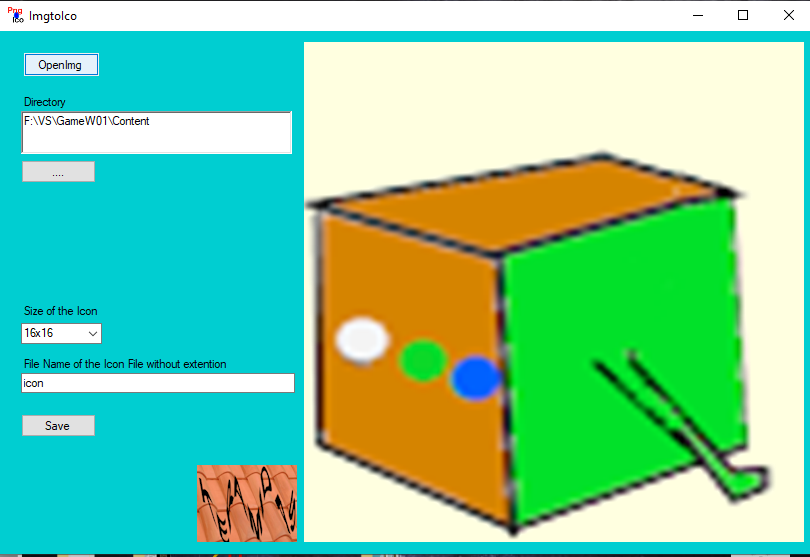 Png
Ico
ImgtoIco
OpenImg
Directory
F:\VS\GameW01\Content
....
Size of the Icon
16x16
File Name of the Icon File without extention
icon
Save